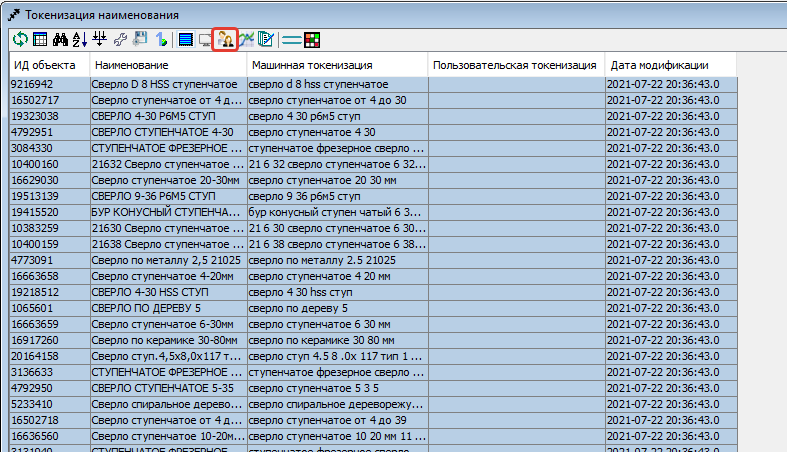 Токенизация наименования
ИД объекта Наименование Машинная токенизация Пользовательская токенизация Дата модификации
9216942 Сверло D 8 HSS ступенчатое сверло d 8 hss ступенчатое 2021-07-22 20:36:43.0
16502717 Сверло ступенчатое от 4 д... сверло ступенчатое от 4 до 30 2021-07-22 20:36:43.0
19323038 СВЕРЛО 4-30 Р6М5 СТУП сверло 4 30 р6м5 ступ 2021-07-22 20:36:43.0
4792951 СВЕРЛО СТУПЕНЧАТОЕ 4-30 сверло ступенчатое 4 30 2021-07-22 20:36:43.0
3084330 СТУПЕНЧАТОЕ ФРЕЗЕРНОЕ ... ступенчатое фрезерное сверло ... 2021-07-22 20:36:43.0
10400160 21632 Сверло ступенчатое ... 21 6 32 сверло ступенчатое 6 32... 2021-07-22 20:36:43.0
16629030 Сверло ступенчатое 20-30мм сверло ступенчатое 20 30 мм 2021-07-22 20:36:43.0
19513139 СВЕРЛО 9-36 Р6М5 СТУП сверло 9 36 р6м5 ступ 2021-07-22 20:36:43.0
19415520 БУР КОНУСНЫЙ СТУПЕНЧА... бур конусный ступен чатый 6 3... 2021-07-22 20:36:43.0
10383259 21630 Сверло ступенчатое ... 21 6 30 сверло ступенчатое 6 30... 2021-07-22 20:36:43.0
10400159 21638 Сверло ступенчатое ... 21 6 38 сверло ступенчатое 6 38... 2021-07-22 20:36:43.0
4773091 Сверло по металлу 2,5 21025 сверло по металлу 2.5 21025 2021-07-22 20:36:43.0
16663658 Сверло ступенчатое 4-20мм сверло ступенчатое 4 20 мм 2021-07-22 20:36:43.0
19218512 СВЕРЛО 4-30 HSS СТУП сверло 4 30 hss ступ 2021-07-22 20:36:43.0
1065601 СВЕРЛО ПО ДЕРЕВУ 5 сверло по дереву 5 2021-07-22 20:36:43.0
16663659 Сверло ступенчатое 6-30мм сверло ступенчатое 6 30 мм 2021-07-22 20:36:43.0
16917260 Сверло по керамике 30-80мм сверло по керамике 30 80 мм 2021-07-22 20:36:43.0
20164158 Сверло ступ.4,5х8,0х117 т... сверло ступ 4.5 8 .0х 117 тип 1 ... 2021-07-22 20:36:43.0
3136633 СТУПЕНЧАТОЕ ФРЕЗЕРНОЕ ... ступенчатое фрезерное сверло ... 2021-07-22 20:36:43.0
4792950 СВЕРЛО СТУПЕНЧАТОЕ 5-35 сверло ступенчатое 5 3 5 2021-07-22 20:36:43.0
5233410 Сверло спиральное дерево... сверло спиральное дереворежу... 2021-07-22 20:36:43.0
16502718 Сверло ступенчатое от 4 д... сверло ступенчатое от 4 до 39 2021-07-22 20:36:43.0
16636560 Сверло ступенчатое 10-20м... сверло ступенчатое 10 20 мм 11 ... 2021-07-22 20:36:43.0
СТУПЕНЧАТОЕ ФРЕЗЕРНОЕ ступенчатое фрезерное сверло 2021-07-22 20:36:43.0